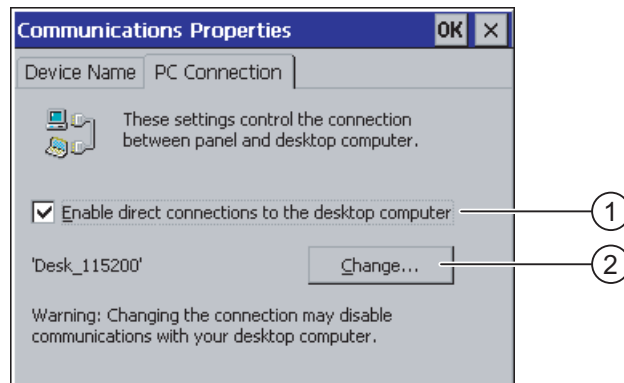 Communications Properties OK ×
Device Name PC Connection
These settings control the connection
between panel and desktop computer.
Enable direct connections to the desktop computer 1
'Desk_115200' Change... 2
Warning: Changing the connection may disable
communications with your desktop computer.